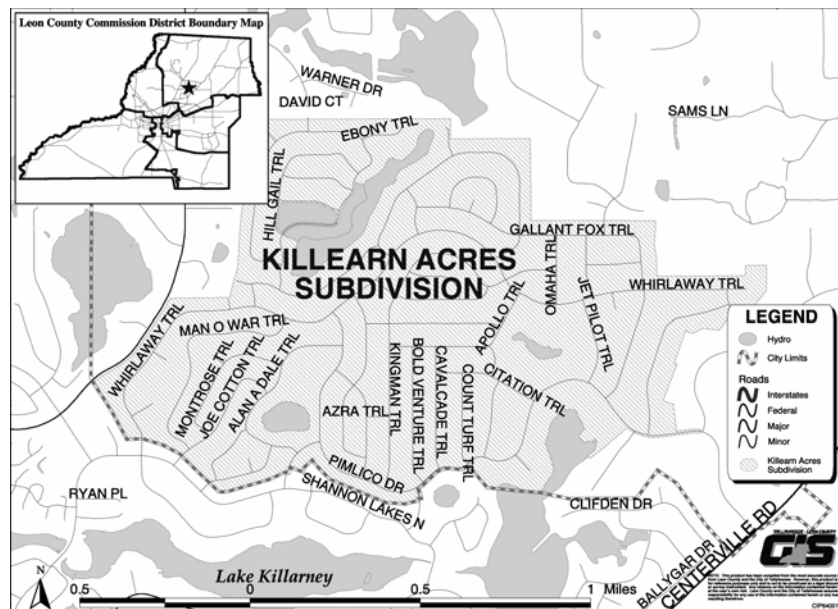 Leon County Commission District Boundary Map
WARNER DR
DAVID CT
SAMS LN
EBONY TRL
HILL GAIL TRL
GALLANT FOX TRL
KILLEARN ACRES
SUBDIVISION
OMAHA TRL
JET PILOT TRL
WHIRLAWAY TRL
APOLLO TRL
WHIRLAWAY TRL
MAN O WAR TRL
MONTROSE TRL
JOE COTTON TRL
ALAN A DALE TRL
AZRA TRL
KINGMAN TRL
BOLD VENTURE TRL
CAVALCADE TRL
COUNT TURF TRL
CITATION TRL
LEGEND
Hydro
City Limits
Roads
Interstates
Federal
Major
Minor
Killearn Acres
Subdivision
PIMLICO DR
SHANNON LAKES N
RYAN PL
CLIFDEN DR
BALLYGAR DR
CENTERVILLE RD
GIS
Lake Killarney
N
0.5 0 0.5 1 Miles